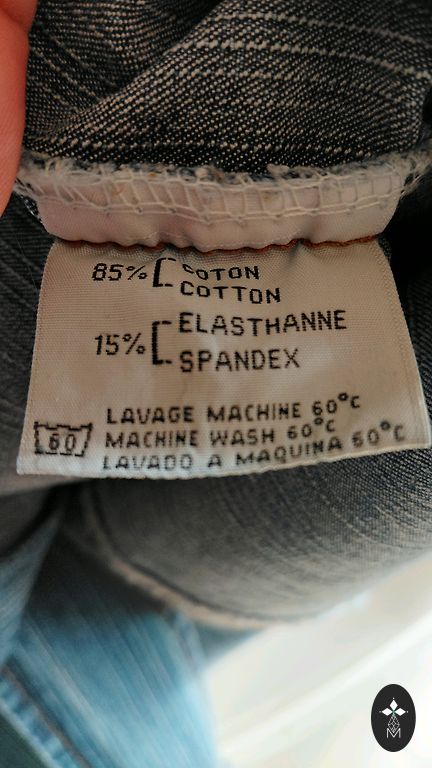 85% COTON
COTTON
15% ELASTHANNE
SPANDEX
60 LAVAGE MACHINE 60°C
MACHINE WASH 60°C
LAVADO A MAQUINA 60°C
M